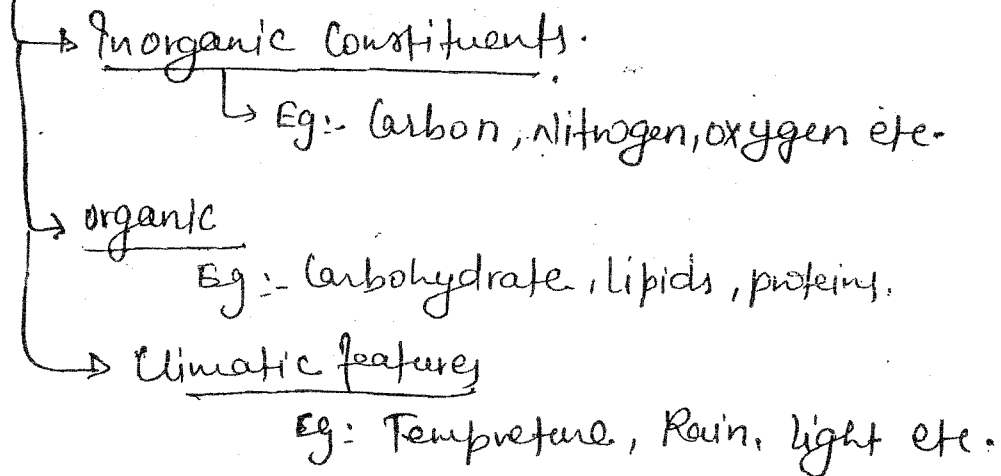 Inorganic Constituents.
Eg:- Carbon, Nitrogen, oxygen etc.
organic
Eg:- Carbohydrate, lipids, proteins.
Climatic features
Eg: Tempreture, Rain, light etc.